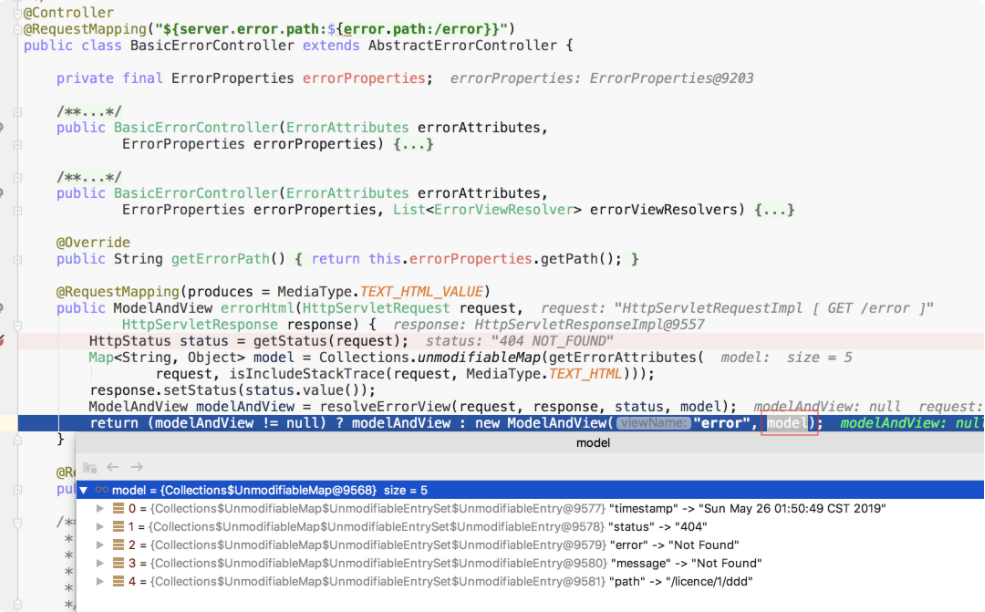 @Controller
@RequestMapping("${server.error.path:${error.path:/error}}")
public class BasicErrorController extends AbstractErrorController {
private final ErrorProperties errorProperties;  errorProperties: ErrorProperties@9203
/**...*/
public BasicErrorController(ErrorAttributes errorAttributes,
ErrorProperties errorProperties) {...}
/**...*/
public BasicErrorController(ErrorAttributes errorAttributes,
ErrorProperties errorProperties, List<ErrorViewResolver> errorViewResolvers) {...}
@Override
public String getErrorPath() { return this.errorProperties.getPath(); }
@RequestMapping(produces = MediaType.TEXT_HTML_VALUE)
public ModelAndView errorHtml(HttpServletRequest request,  request: "HttpServletRequestImpl [ GET /error ]"
HttpServletResponse response) {  response: HttpServletResponseImpl@9557
HttpStatus status = getStatus(request);  status: "404 NOT_FOUND"
Map<String, Object> model = Collections.unmodifiableMap(getErrorAttributes(  model:  size = 5
request, isIncludeStackTrace(request, MediaType.TEXT_HTML)));
response.setStatus(status.value());
ModelAndView modelAndView = resolveErrorView(request, response, status, model);  modelAndView: null  request:
return (modelAndView != null) ? modelAndView : new ModelAndView( viewName: "error", model);  modelAndView: null
}
model
@Re
pu
model = {Collections$UnmodifiableMap@9568}  size = 5
0 = {Collections$UnmodifiableMap$UnmodifiableEntrySet$UnmodifiableEntry@9577} "timestamp" -> "Sun May 26 01:50:49 CST 2019"
1 = {Collections$UnmodifiableMap$UnmodifiableEntrySet$UnmodifiableEntry@9578} "status" -> "404"
/**
2 = {Collections$UnmodifiableMap$UnmodifiableEntrySet$UnmodifiableEntry@9579} "error" -> "Not Found"
*
3 = {Collections$UnmodifiableMap$UnmodifiableEntrySet$UnmodifiableEntry@9580} "message" -> "Not Found"
*
4 = {Collections$UnmodifiableMap$UnmodifiableEntrySet$UnmodifiableEntry@9581} "path" -> "/licence/1/ddd"
*
*
*/